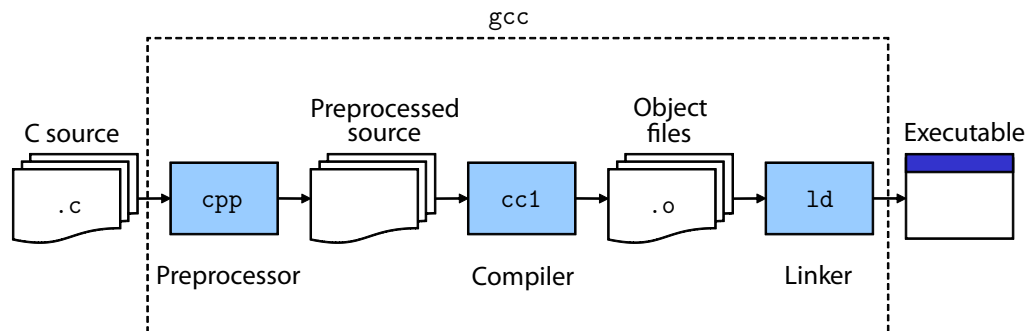 gcc
C source
Preprocessed
source
Object
files
Executable
.c
cpp
cc1
.o
ld
Preprocessor
Compiler
Linker